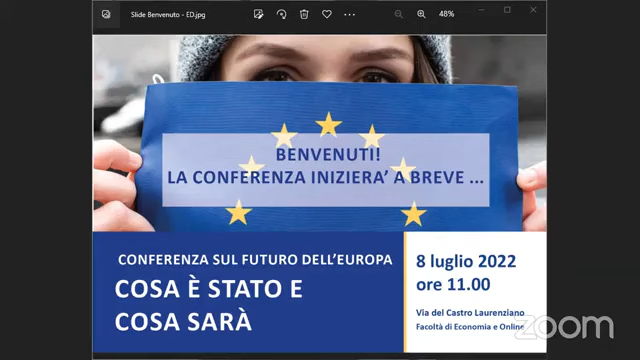 Slide Benvenuto - ED.jpg
48%
BENVENUTI!
LA CONFERENZA INIZIERA' A BREVE ...
CONFERENZA SUL FUTURO DELL'EUROPA
COSA È STATO E
COSA SARÀ
8 luglio 2022
ore 11.00
Via del Castro Laurenziano
Facoltà di Economia e Online
zoom